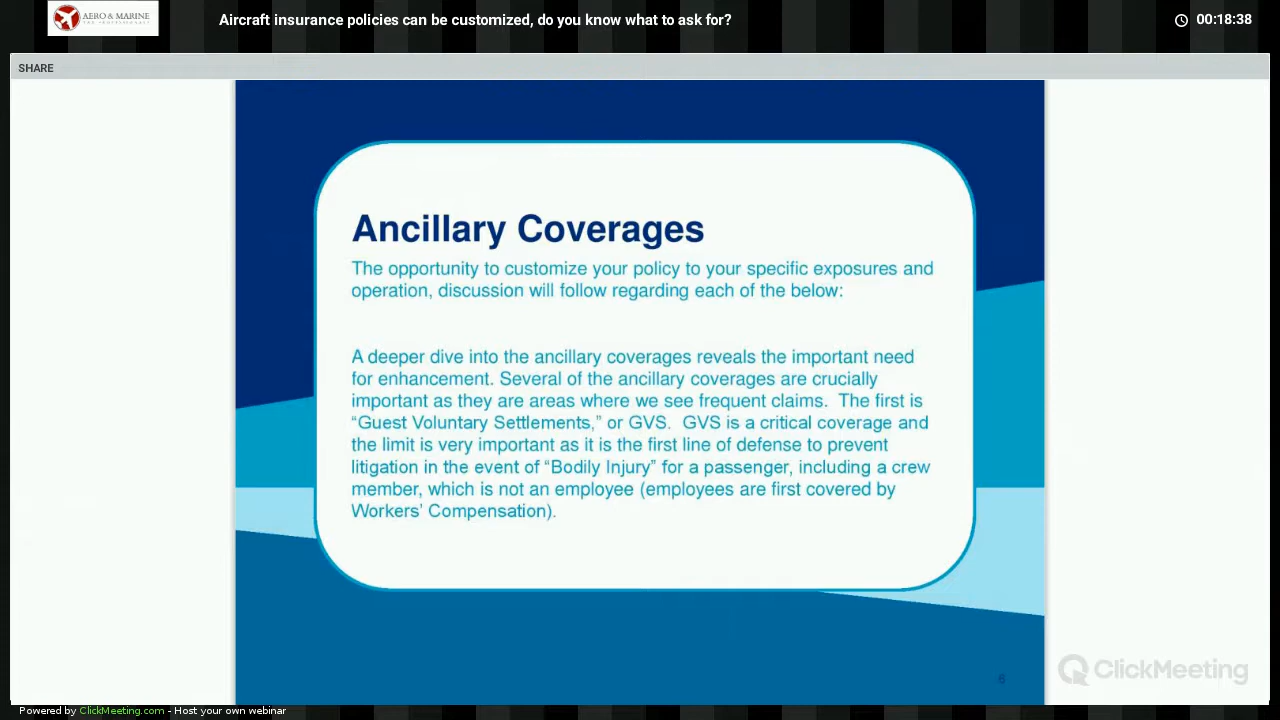 AERO & MARINE
Aircraft insurance policies can be customized, do you know what to ask for?
00:18:38
SHARE
Ancillary Coverages
The opportunity to customize your policy to your specific exposures and
operation, discussion will follow regarding each of the below:
A deeper dive into the ancillary coverages reveals the important need
for enhancement. Several of the ancillary coverages are crucially
important as they are areas where we see frequent claims.  The first is
“Guest Voluntary Settlements,” or GVS.  GVS is a critical coverage and
the limit is very important as it is the first line of defense to prevent
litigation in the event of “Bodily Injury” for a passenger, including a crew
member, which is not an employee (employees are first covered by
Workers’ Compensation).
6
ClickMeeting
Powered by ClickMeeting.com - Host your own webinar